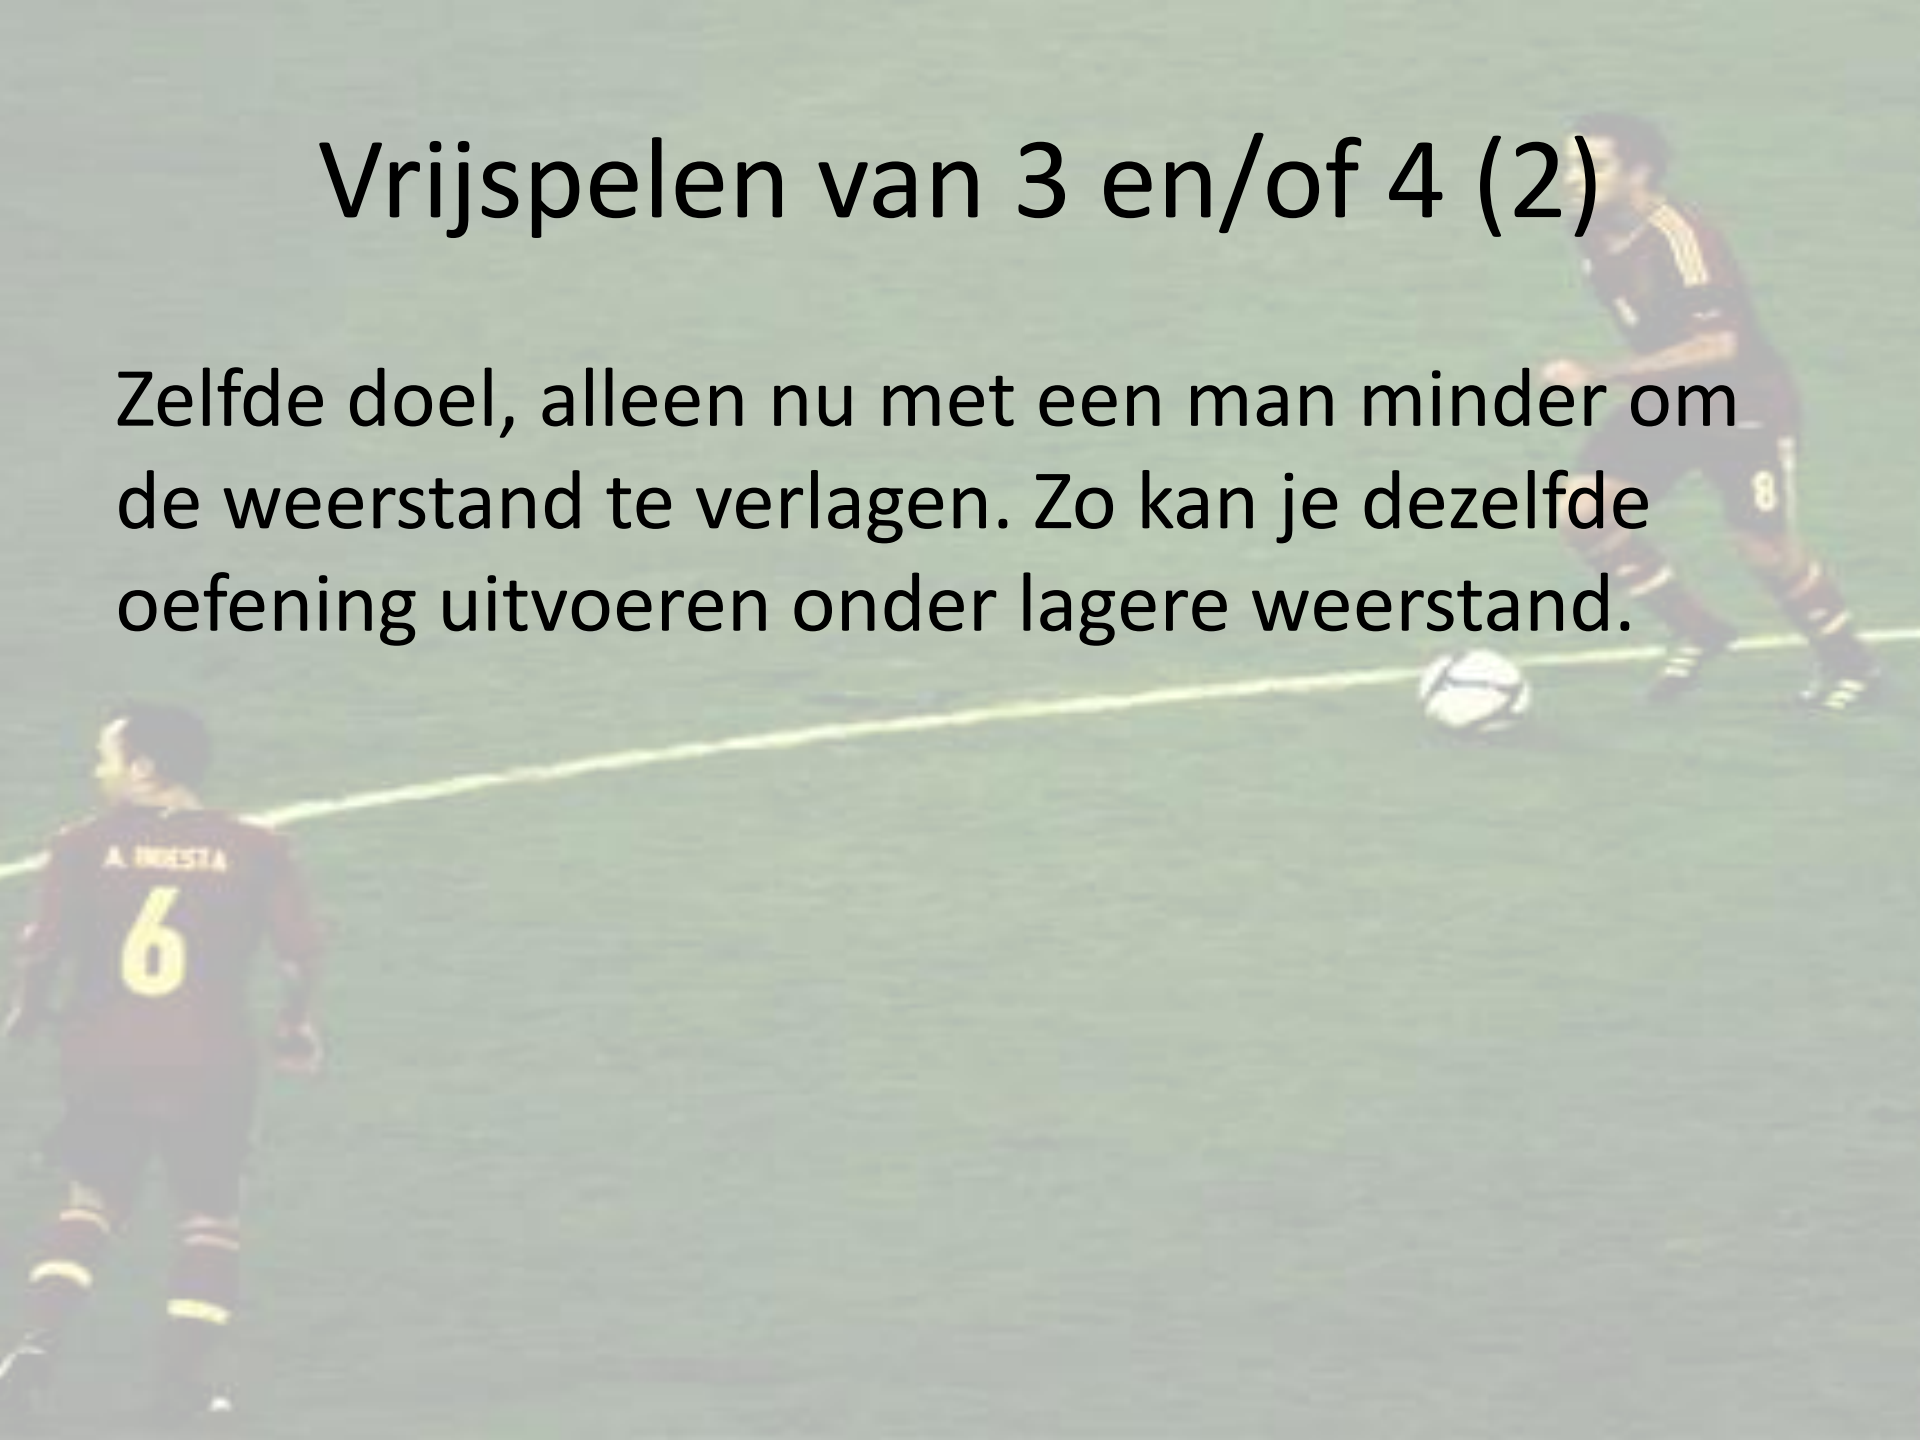 Vrijspelen van 3 en/of 4 (2)
Zelfde doel, alleen nu met een man minder om
de weerstand te verlagen. Zo kan je dezelfde
oefening uitvoeren onder lagere weerstand.
8
A. INIESTA
6